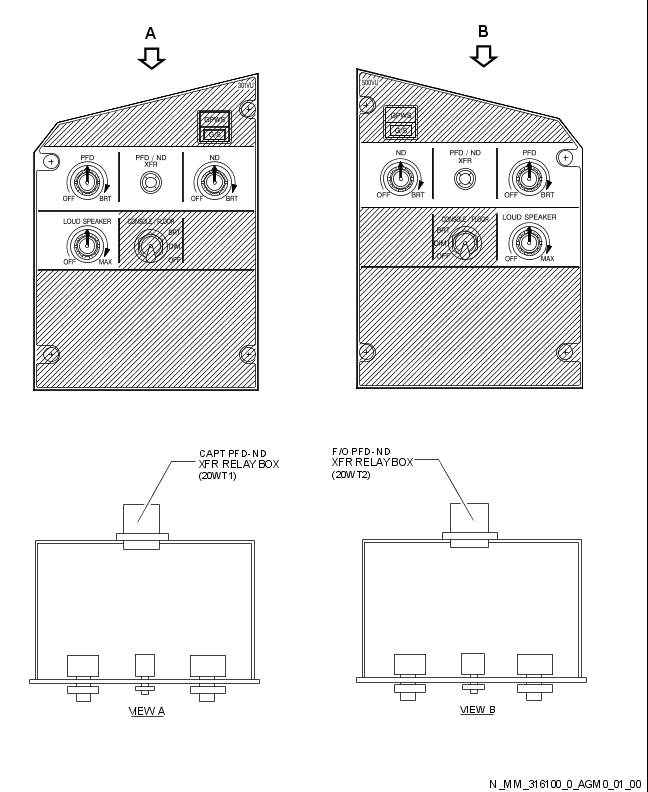 A
301VU
GPWS
G/S
PFD
PFD / ND
XFR
ND
OFF
BRT
OFF
BRT
LOUD SPEAKER
CONSOLE / FLOOR
BRT
DIM
OFF
OFF
MAX
B
500VU
GPWS
G/S
ND
PFD / ND
XFR
PFD
OFF
BRT
OFF
BRT
CONSOLE / FLOOR
LOUD SPEAKER
BRT
DIM
OFF
OFF
MAX
CAPT PFD-ND
XFR RELAY BOX
(20WT1)
F/O PFD-ND
XFR RELAY BOX
(20WT2)
VIEW A
VIEW B
N_MM_316100_0_AGM0_01_00